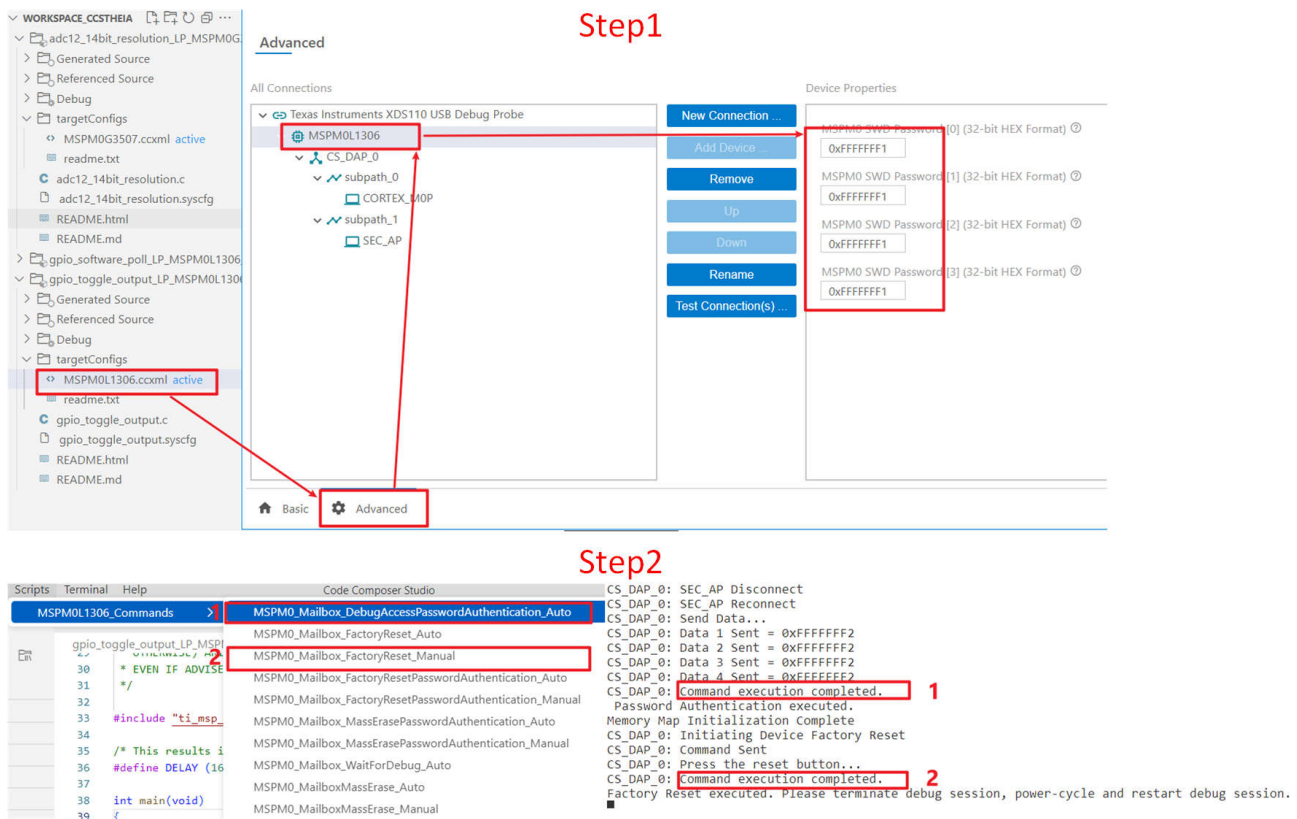 Step1
WORKSPACE_CCSTHEIA
adc12_14bit_resolution_LP_MSPM0G
Generated Source
Referenced Source
Debug
targetConfigs
MSPM0G3507.ccxml active
readme.txt
adc12_14bit_resolution.c
adc12_14bit_resolution.syscfg
README.html
README.md
gpio_software_poll_LP_MSPM0L1306
gpio_toggle_output_LP_MSPM0L130
Generated Source
Referenced Source
Debug
targetConfigs
MSPM0L1306.ccxml active
readme.txt
gpio_toggle_output.c
gpio_toggle_output.syscfg
README.html
README.md
Advanced
All Connections
Texas Instruments XDS110 USB Debug Probe
MSPM0L1306
CS_DAP_0
subpath_0
CORTEX_M0P
subpath_1
SEC_AP
New Connection ...
Add Device ...
Remove
Up
Down
Rename
Test Connection(s) ...
Device Properties
MSPM0 SWD Password [0] (32-bit HEX Format)
0xFFFFFFF1
MSPM0 SWD Password [1] (32-bit HEX Format)
0xFFFFFFF1
MSPM0 SWD Password [2] (32-bit HEX Format)
0xFFFFFFF1
MSPM0 SWD Password [3] (32-bit HEX Format)
0xFFFFFFF1
Basic
Advanced
Step2
Scripts Terminal Help Code Composer Studio
MSPM0L1306_Commands > 1
gpio_toggle_output_LP_MSP
2
30 * EVEN IF ADVISE
31 */
32
33 #include "ti_msp_
34
35 /* This results i
36 #define DELAY (16
37
38 int main(void)
39 {
MSPM0_Mailbox_DebugAccessPasswordAuthentication_Auto
MSPM0_Mailbox_FactoryReset_Auto
MSPM0_Mailbox_FactoryReset_Manual
MSPM0_Mailbox_FactoryResetPasswordAuthentication_Auto
MSPM0_Mailbox_FactoryResetPasswordAuthentication_Manual
MSPM0_Mailbox_MassErasePasswordAuthentication_Auto
MSPM0_Mailbox_MassErasePasswordAuthentication_Manual
MSPM0_Mailbox_WaitForDebug_Auto
MSPM0_MailboxMassErase_Auto
MSPM0_MailboxMassErase_Manual
CS_DAP_0: SEC_AP Disconnect
CS_DAP_0: SEC_AP Reconnect
CS_DAP_0: Send Data...
CS_DAP_0: Data 1 Sent = 0xFFFFFFF2
CS_DAP_0: Data 2 Sent = 0xFFFFFFF2
CS_DAP_0: Data 3 Sent = 0xFFFFFFF2
CS_DAP_0: Data 4 Sent = 0xFFFFFFF2
CS_DAP_0: Command execution completed. 1
Password Authentication executed.
Memory Map Initialization Complete
CS_DAP_0: Initiating Device Factory Reset
CS_DAP_0: Command Sent
CS_DAP_0: Press the reset button...
CS_DAP_0: Command execution completed. 2
Factory Reset executed. Please terminate debug session, power-cycle and restart debug session.